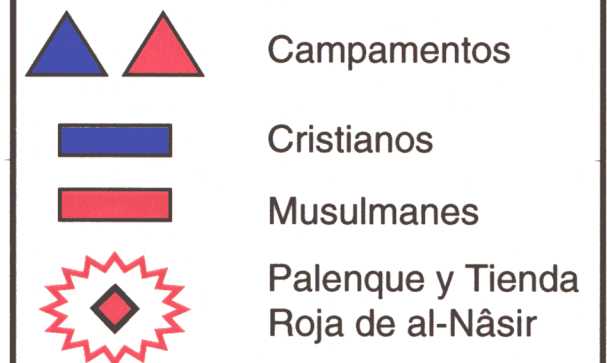 Campamentos
Cristianos
Musulmanes
Palenque y Tienda
Roja de al-Nâsir